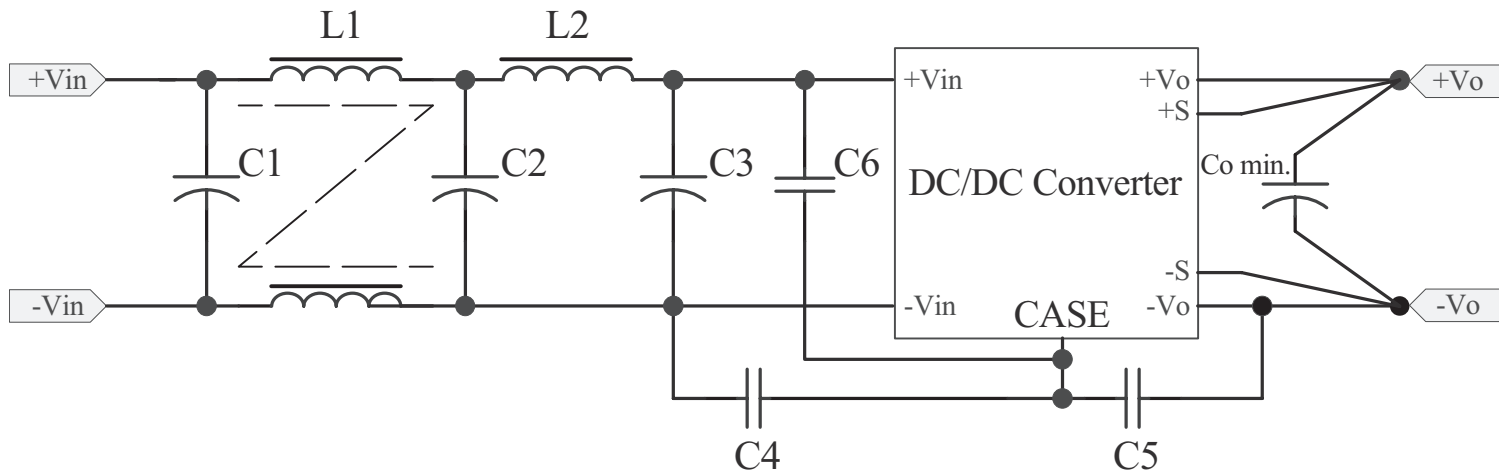 L1
L2
+Vin
+Vin
+Vo
+Vo
+S
C1
C2
C3
C6
DC/DC Converter
Co min.
-S
-Vin
-Vin
CASE
-Vo
-Vo
C4
C5